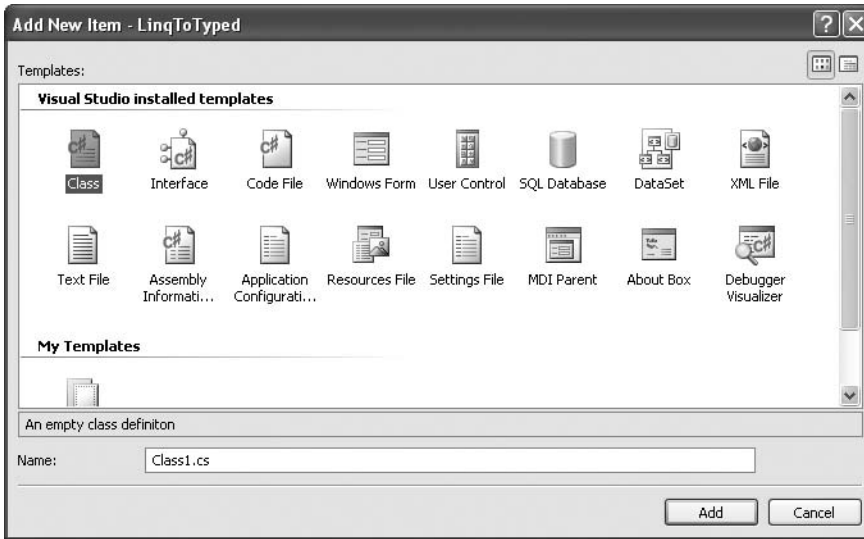 Add New Item - LinqToTyped
Templates:
Visual Studio installed templates
Class
Interface
Code File
Windows Form
User Control
SQL Database
DataSet
XML File
Text File
Assembly
Informati...
Application
Configurati...
Resources File
Settings File
MDI Parent
About Box
Debugger
Visualizer
My Templates
An empty class definiton
Name:
Class1.cs
Add
Cancel